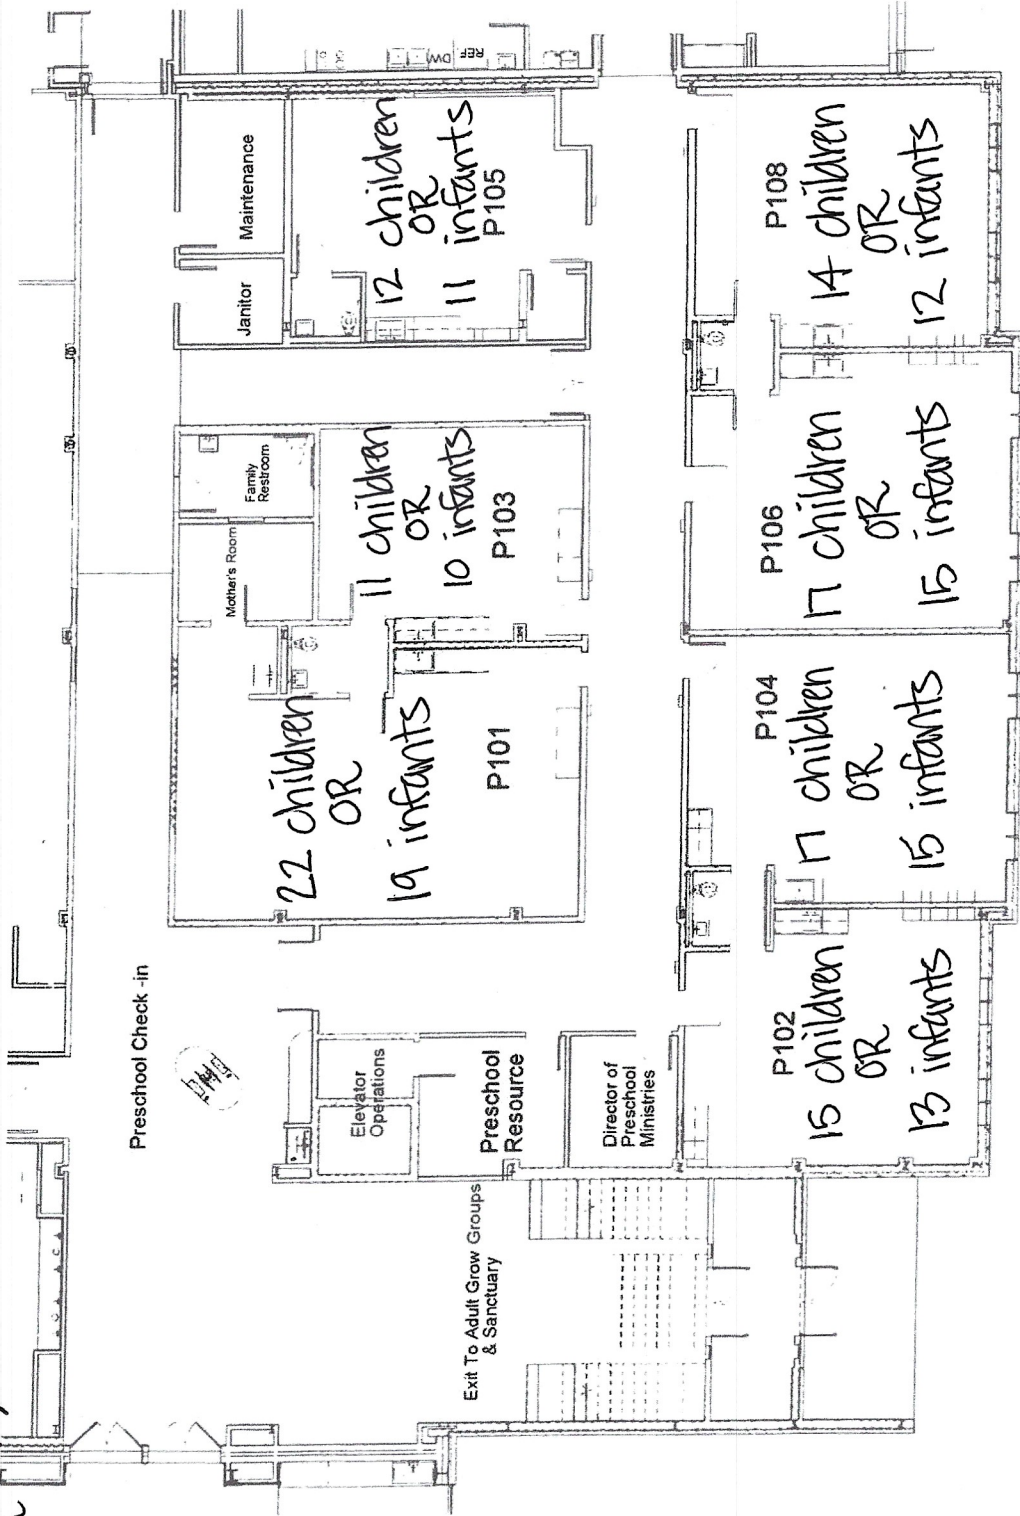 REF
DW
Maintenance
Janitor
12 children
OR
11 infants
P105
Family
Restroom
Mother's Room
11 children
OR
10 infants
P103
22 children
OR
19 infants
P101
P108
14 children
OR
12 infants
P106
17 children
OR
15 infants
P104
17 children
OR
15 infants
P102
15 children
OR
13 infants
Preschool Check -in
Elevator
Operations
Preschool
Resource
Director of
Preschool
Ministries
Exit To Adult Grow Groups
& Sanctuary